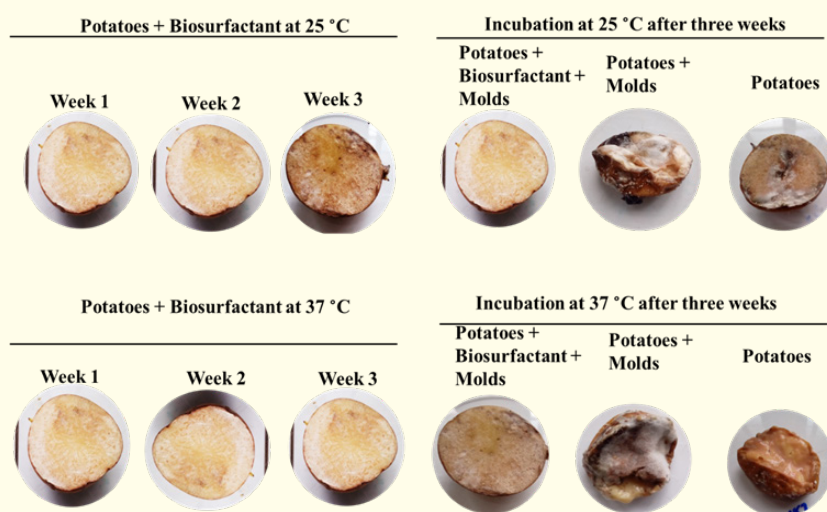 Potatoes + Biosurfactant at 25 °C
Week 1
Week 2
Week 3
Incubation at 25 °C after three weeks
Potatoes +
Biosurfactant +
Molds
Potatoes +
Molds
Potatoes
Potatoes + Biosurfactant at 37 °C
Week 1
Week 2
Week 3
Incubation at 37 °C after three weeks
Potatoes +
Biosurfactant +
Molds
Potatoes +
Molds
Potatoes